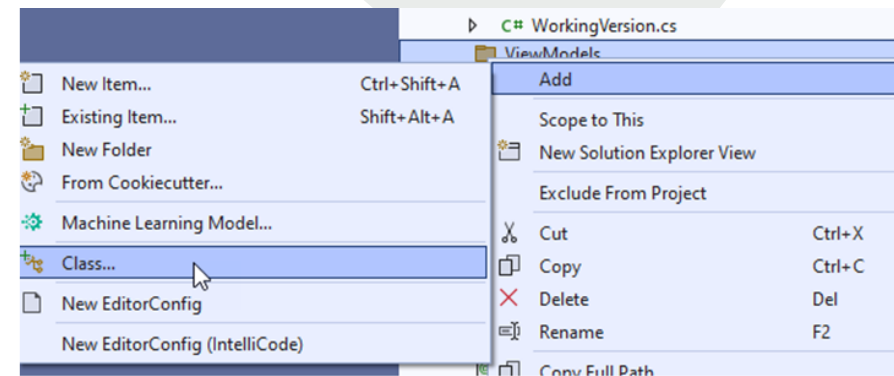 C# WorkingVersion.cs
ViewModels
New Item... Ctrl+Shift+A
Existing Item... Shift+Alt+A
New Folder
From Cookiecutter...
Machine Learning Model...
Class...
New EditorConfig
New EditorConfig (IntelliCode)
Add
Scope to This
New Solution Explorer View
Exclude From Project
Cut Ctrl+X
Copy Ctrl+C
Delete Del
Rename F2
Copy Full Path